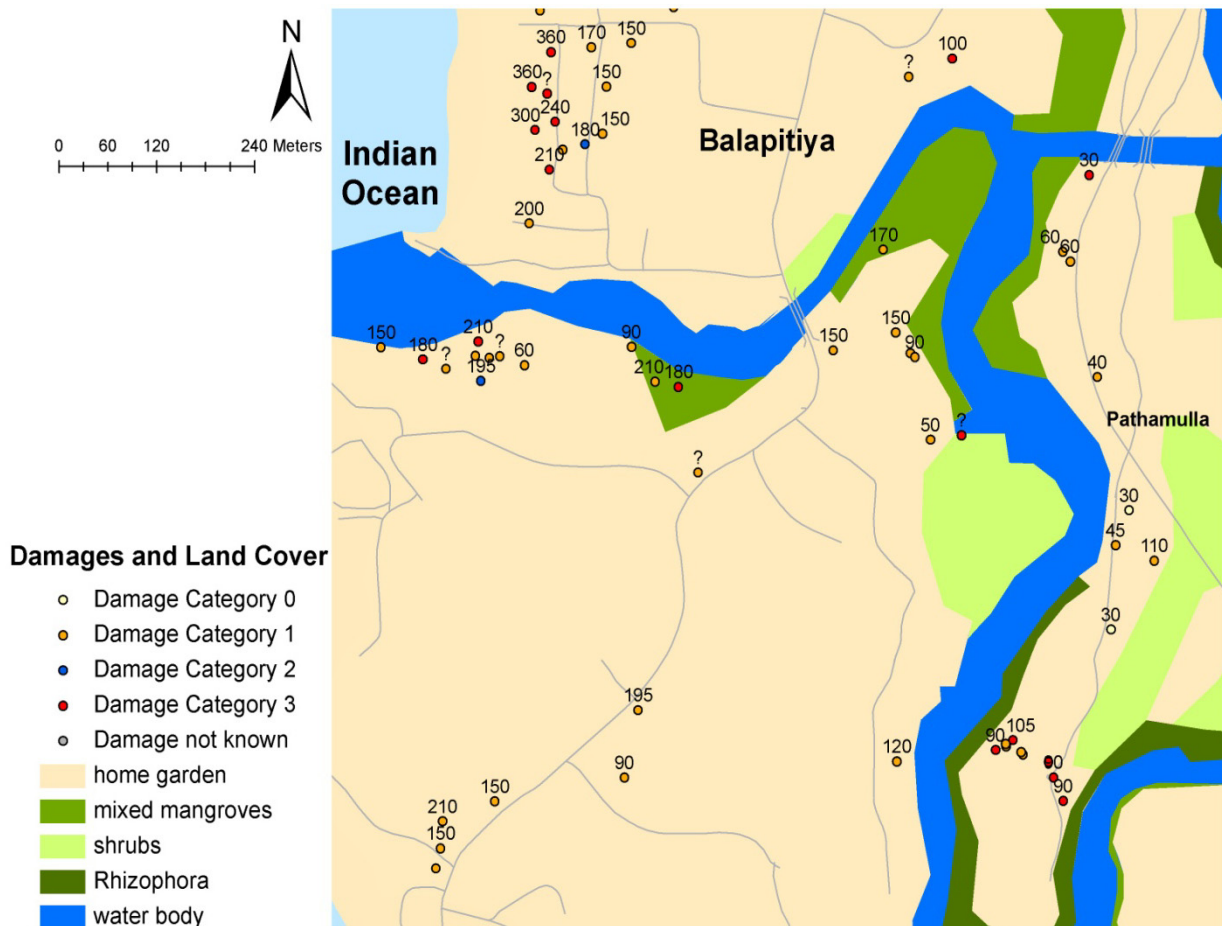 N
0 60 120 240 Meters
Indian
Ocean
Balapitiya
Pathamulla
360 170 150
100
?
360 ? 150
240
300 180 150
210
30
200
170 60 60
150 210 90 150 150
180 ? ? 60 90
195 210 180 40
50 ?
?
30
45 110
30
195
90 105
120 90
90 90
150
210
150
Damages and Land Cover
Damage Category 0
Damage Category 1
Damage Category 2
Damage Category 3
Damage not known
home garden
mixed mangroves
shrubs
Rhizophora
water body